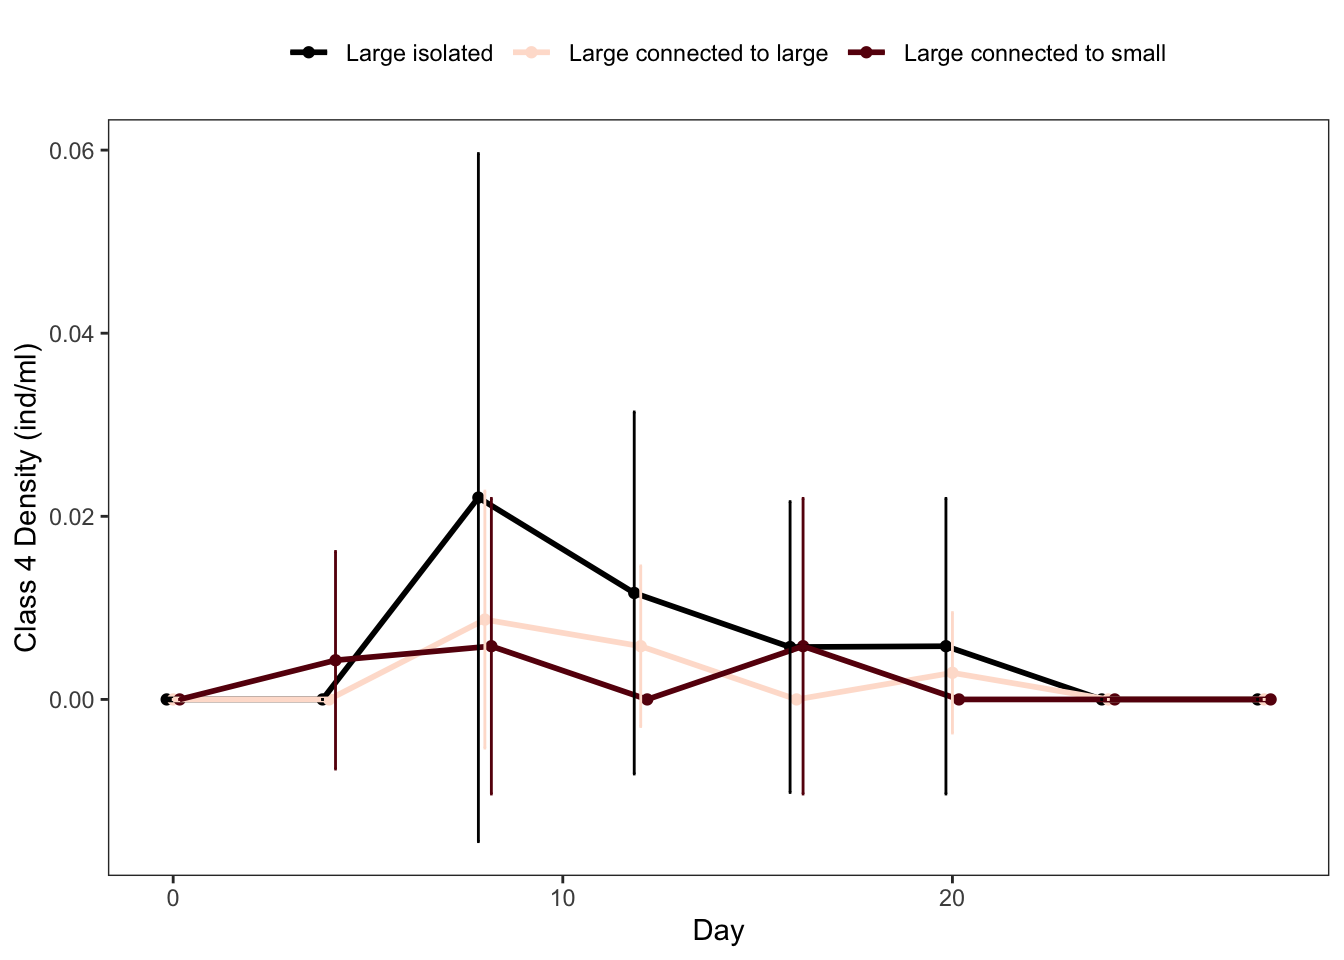 Large isolated Large connected to large Large connected to small
0.06
0.04
0.02
0.00
Class 4 Density (ind/ml)
0 10 20
Day